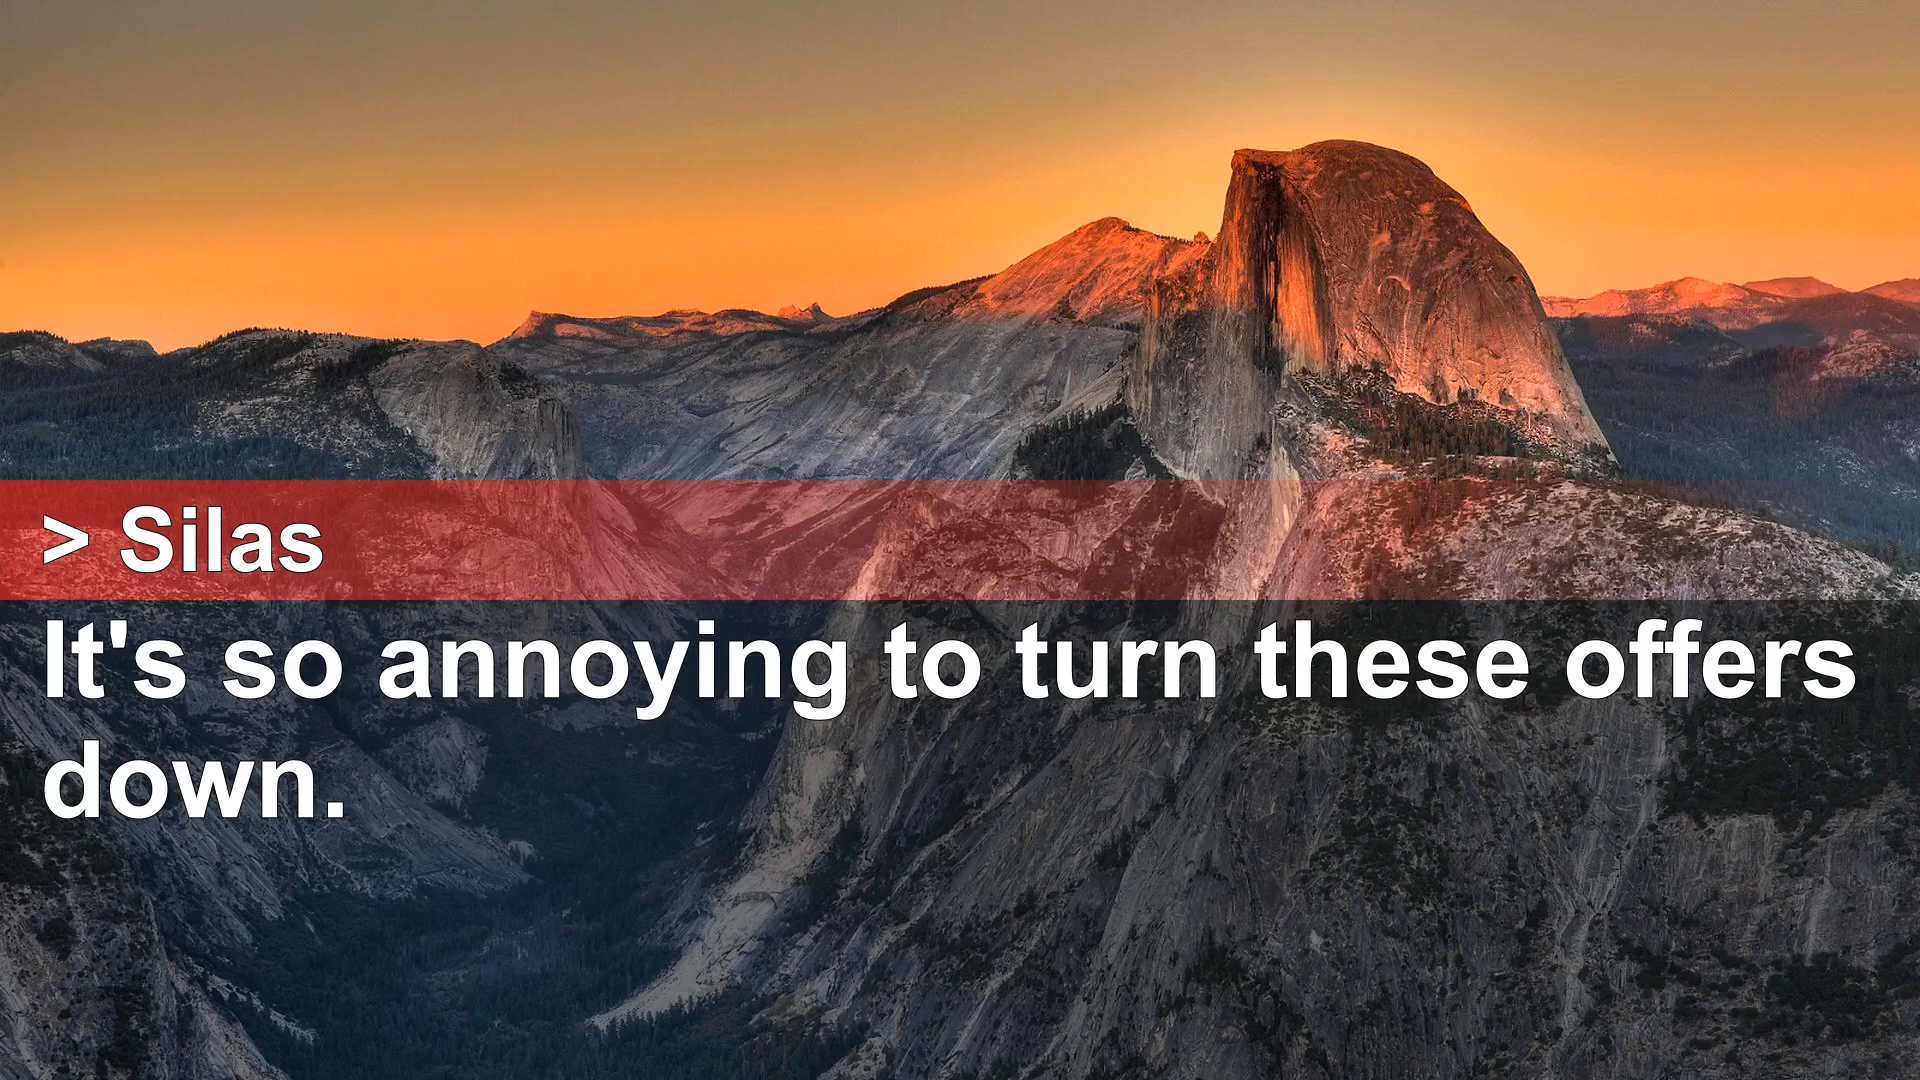 > Silas
It's so annoying to turn these offers
down.